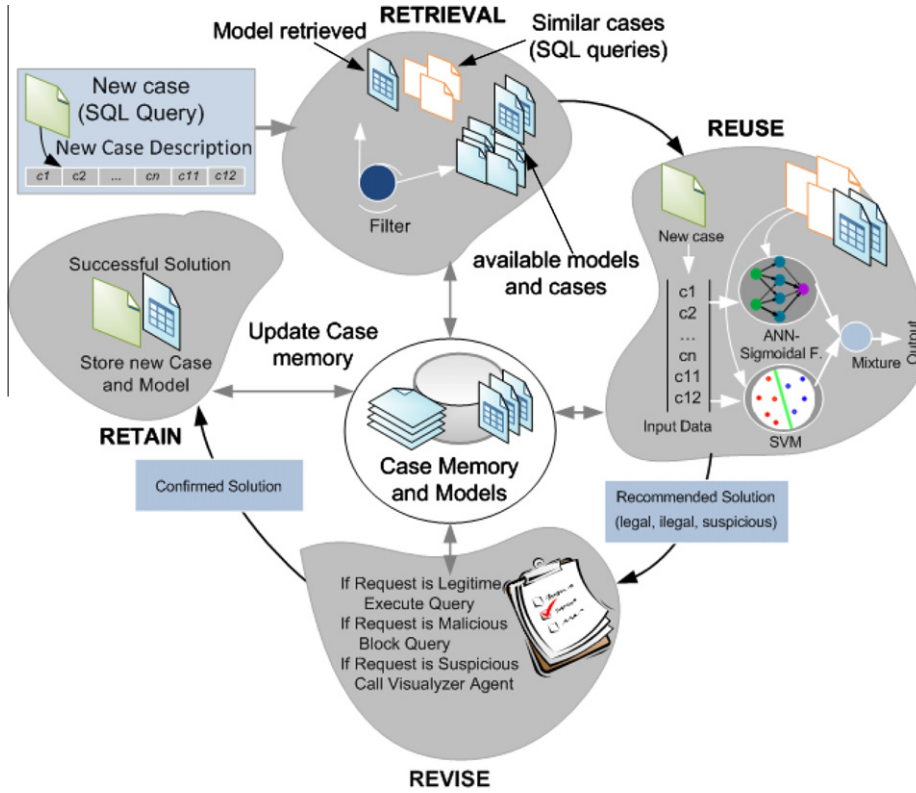 RETRIEVAL
Model retrieved
Similar cases
(SQL queries)
New case
(SQL Query)
New Case Description
c1 c2 ... cn c11 c12
Filter
available models
and cases
REUSE
New case
c1
c2
...
cn
c11
c12
Input Data
ANN-
Sigmoidal F.
SVM
Mixture
Output
Successful Solution
Store new Case
and Model
RETAIN
Update Case
memory
Case Memory
and Models
Confirmed Solution
Recommended Solution
(legal, ilegal, suspicious)
If Request is Legitime
Execute Query
If Request is Malicious
Block Query
If Request is Suspicious
Call Visualyzer Agent
REVISE